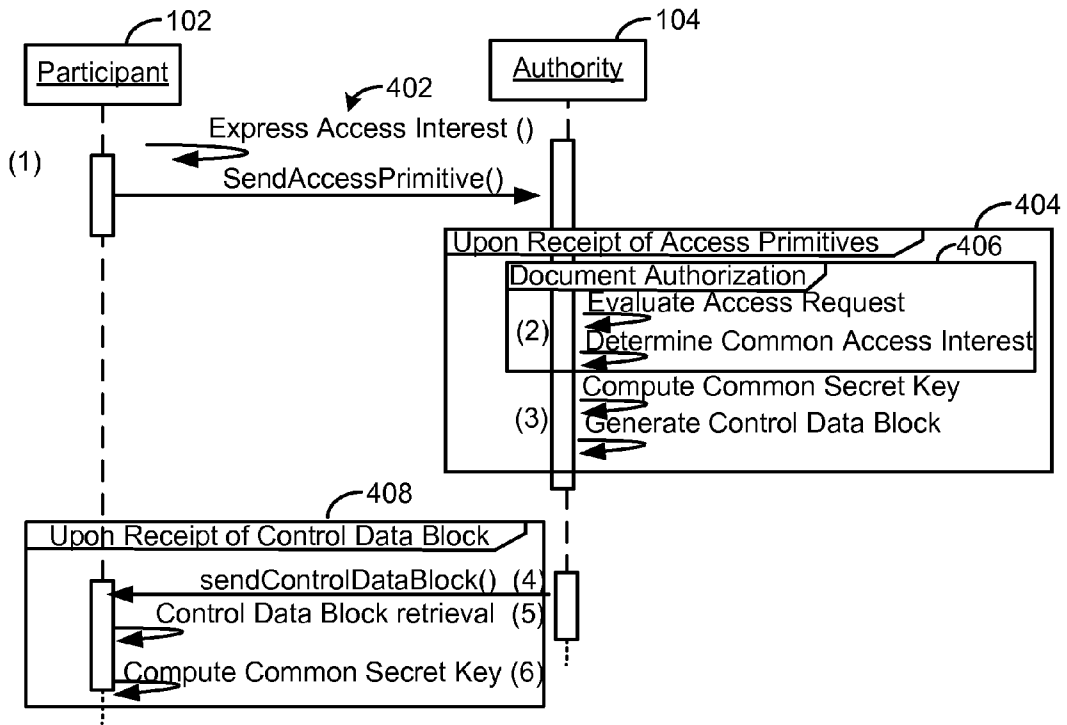 102
104
Participant
Authority
402
Express Access Interest ()
(1)
SendAccessPrimitive()
404
Upon Receipt of Access Primitives
406
Document Authorization
Evaluate Access Request
(2)
Determine Common Access Interest
Compute Common Secret Key
(3)
Generate Control Data Block
408
Upon Receipt of Control Data Block
sendControlDataBlock() (4)
Control Data Block retrieval (5)
Compute Common Secret Key (6)